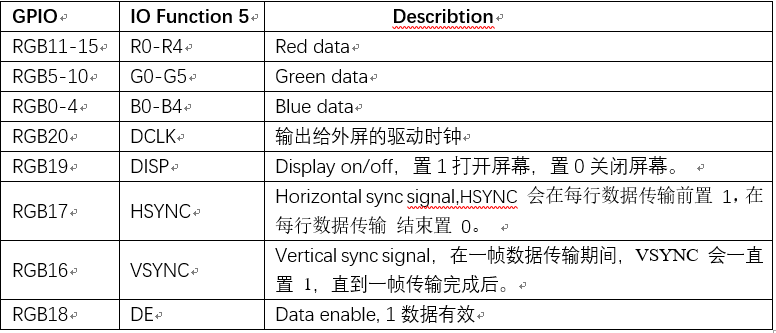 GPIO IO Function 5 Describtion
RGB11-15 R0-R4 Red data
RGB5-10 G0-G5 Green data
RGB0-4 B0-B4 Blue data
RGB20 DCLK 输出给外屏的驱动时钟
RGB19 DISP Display on/off，置 1 打开屏幕，置 0 关闭屏幕。
RGB17 HSYNC Horizontal sync signal,HSYNC 会在每行数据传输前置 1，在
每行数据传输 结束置 0。
RGB16 VSYNC Vertical sync signal，在一帧数据传输期间，VSYNC 会一直
置 1，直到一帧传输完成后。
RGB18 DE Data enable, 1 数据有效